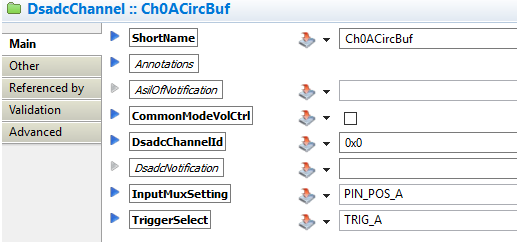 DsadcChannel :: Ch0ACircBuf
Main
Other
Referenced by
Validation
Advanced
ShortName Ch0ACircBuf
Annotations
AsilOfNotification
CommonModeVolCtrl
DsadcChannelId 0x0
DsadcNotification
InputMuxSetting PIN_POS_A
TriggerSelect TRIG_A